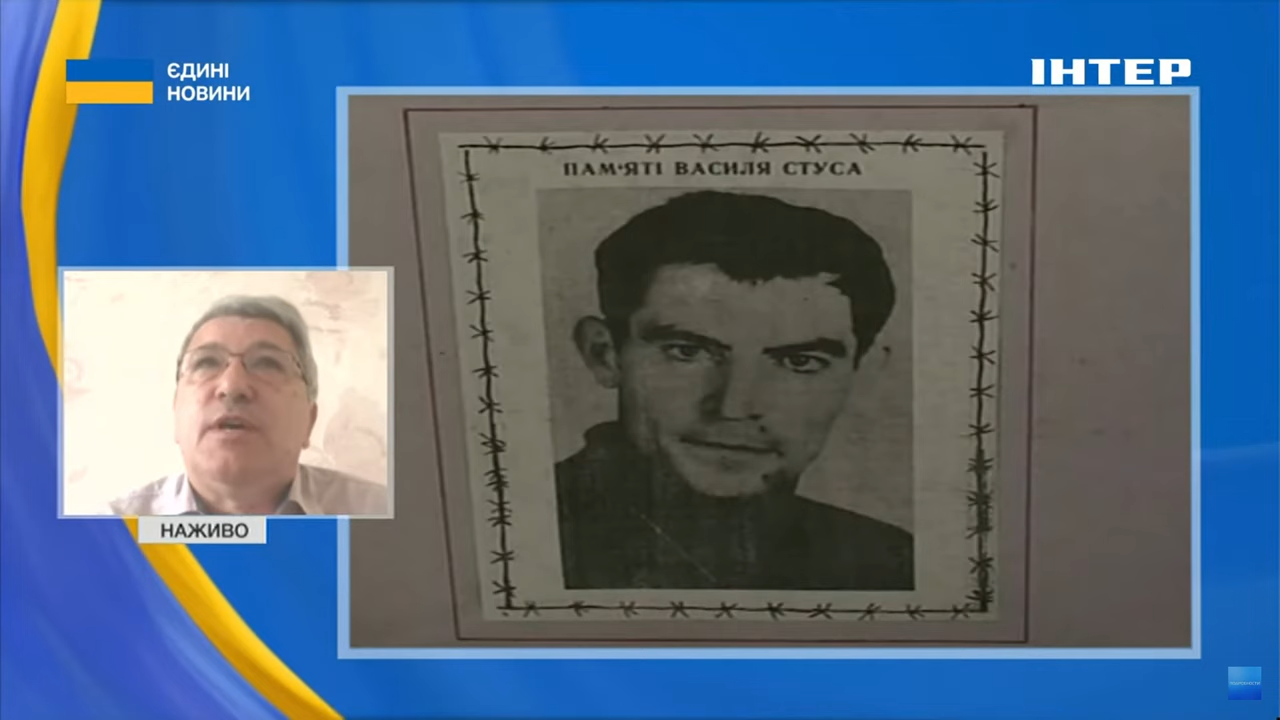 ЄДИНІ
НОВИНИ
ІНТЕР
ПАМ'ЯТІ ВАСИЛЯ СТУСА
НАЖИВО